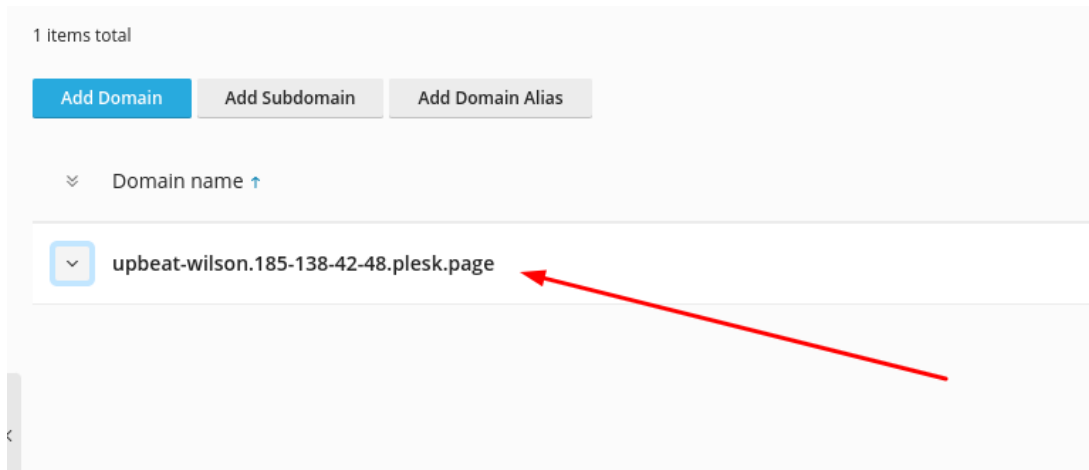 1 items total
Add Domain Add Subdomain Add Domain Alias
Domain name ↑
upbeat-wilson.185-138-42-48.plesk.page